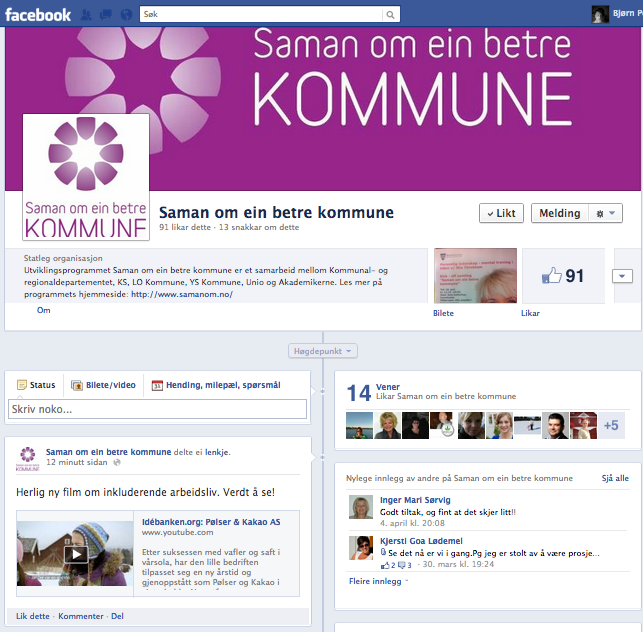 facebook
Søk
Bjørn P
Saman om ein betre
KOMMUNE
Saman om ein betre
KOMMUNE
Saman om ein betre kommune
91 likar dette · 13 snakkar om dette
Likt
Melding
Statleg organisasjon
Utviklingsprogrammet Saman om ein betre kommune er et samarbeid mellom Kommunal- og
regionaldepartementet, KS, LO Kommune, YS Kommune, Unio og Akademikerne. Les mer på
programmets hjemmeside: http://www.samanom.no/
Om
91
Bilete
Likar
Høgdepunkt
Status
Bilete/video
Hending, milepæl, spørsmål
Skriv noko...
14 Vener
Likar Saman om ein betre kommune
+5
Saman om ein betre kommune delte ei lenkje.
12 minutt sidan
Herlig ny film om inkluderende arbeidsliv. Verdt å se!
Idébanken.org: Pølser & Kakao AS
www.youtube.com
Etter suksessen med vafler og saft i
vårsola, har den lille bedriften
tilpasset seg en ny årstid og
gjenoppstått som Pølser og Kakao i
Lik dette · Kommenter · Del
Nylege innlegg av andre på Saman om ein betre kommune
Sjå alle
Inger Mari Sørvig
Godt tiltak, og fint at det skjer litt!!
4. april kl. 20:08
Kjersti Goa Lødemel
Se det nå er vi i gang.Pg jeg er stolt av å være prosje...
2 3 · 30. mars kl. 19:24
Fleire innlegg